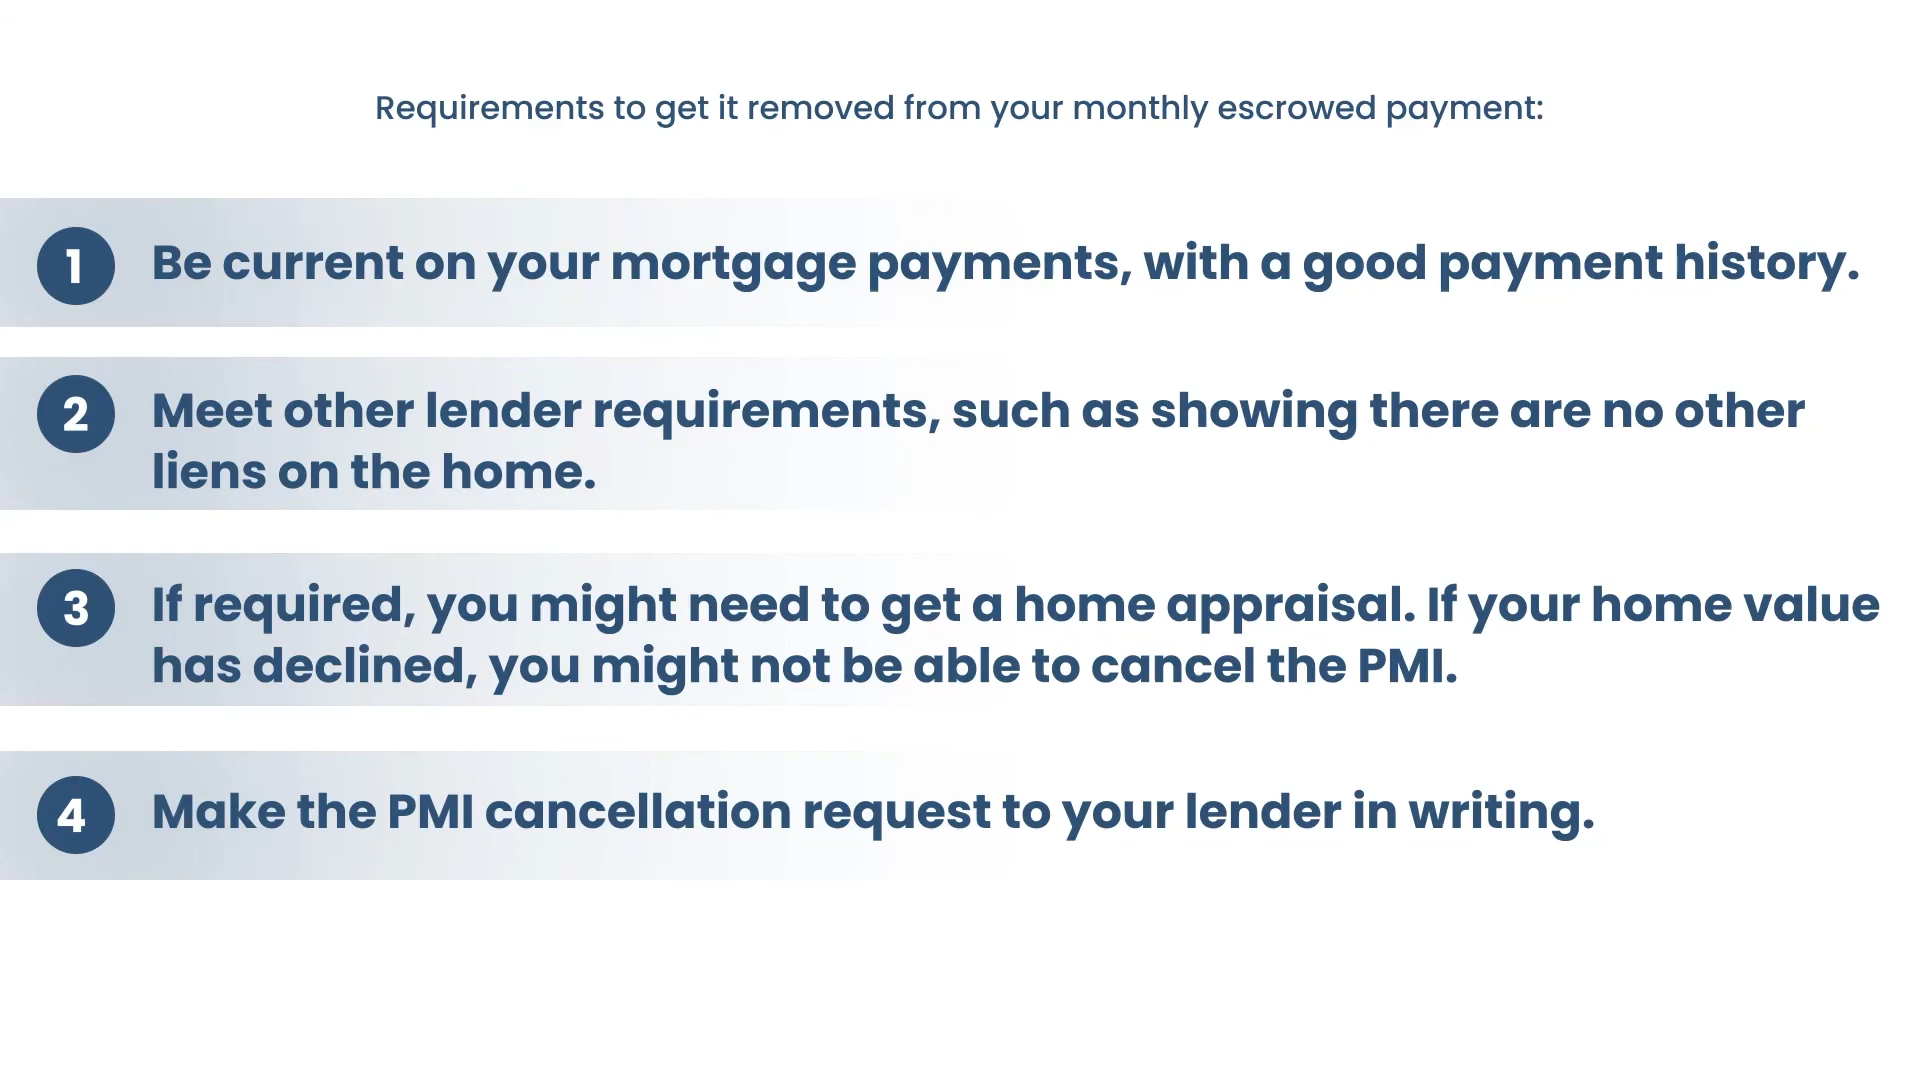 Requirements to get it removed from your monthly escrowed payment:
1 Be current on your mortgage payments, with a good payment history.
2 Meet other lender requirements, such as showing there are no other
liens on the home.
3 If required, you might need to get a home appraisal. If your home value
has declined, you might not be able to cancel the PMI.
4 Make the PMI cancellation request to your lender in writing.